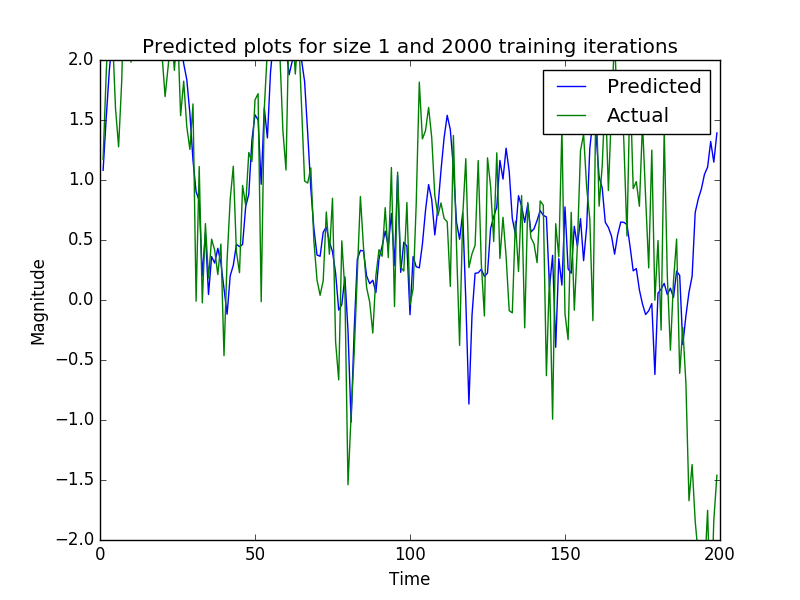 Predicted plots for size 1 and 2000 training iterations
2.0
1.5
1.0
0.5
0.0
−0.5
−1.0
−1.5
−2.0
Magnitude
Predicted
Actual
0 50 100 150 200
Time